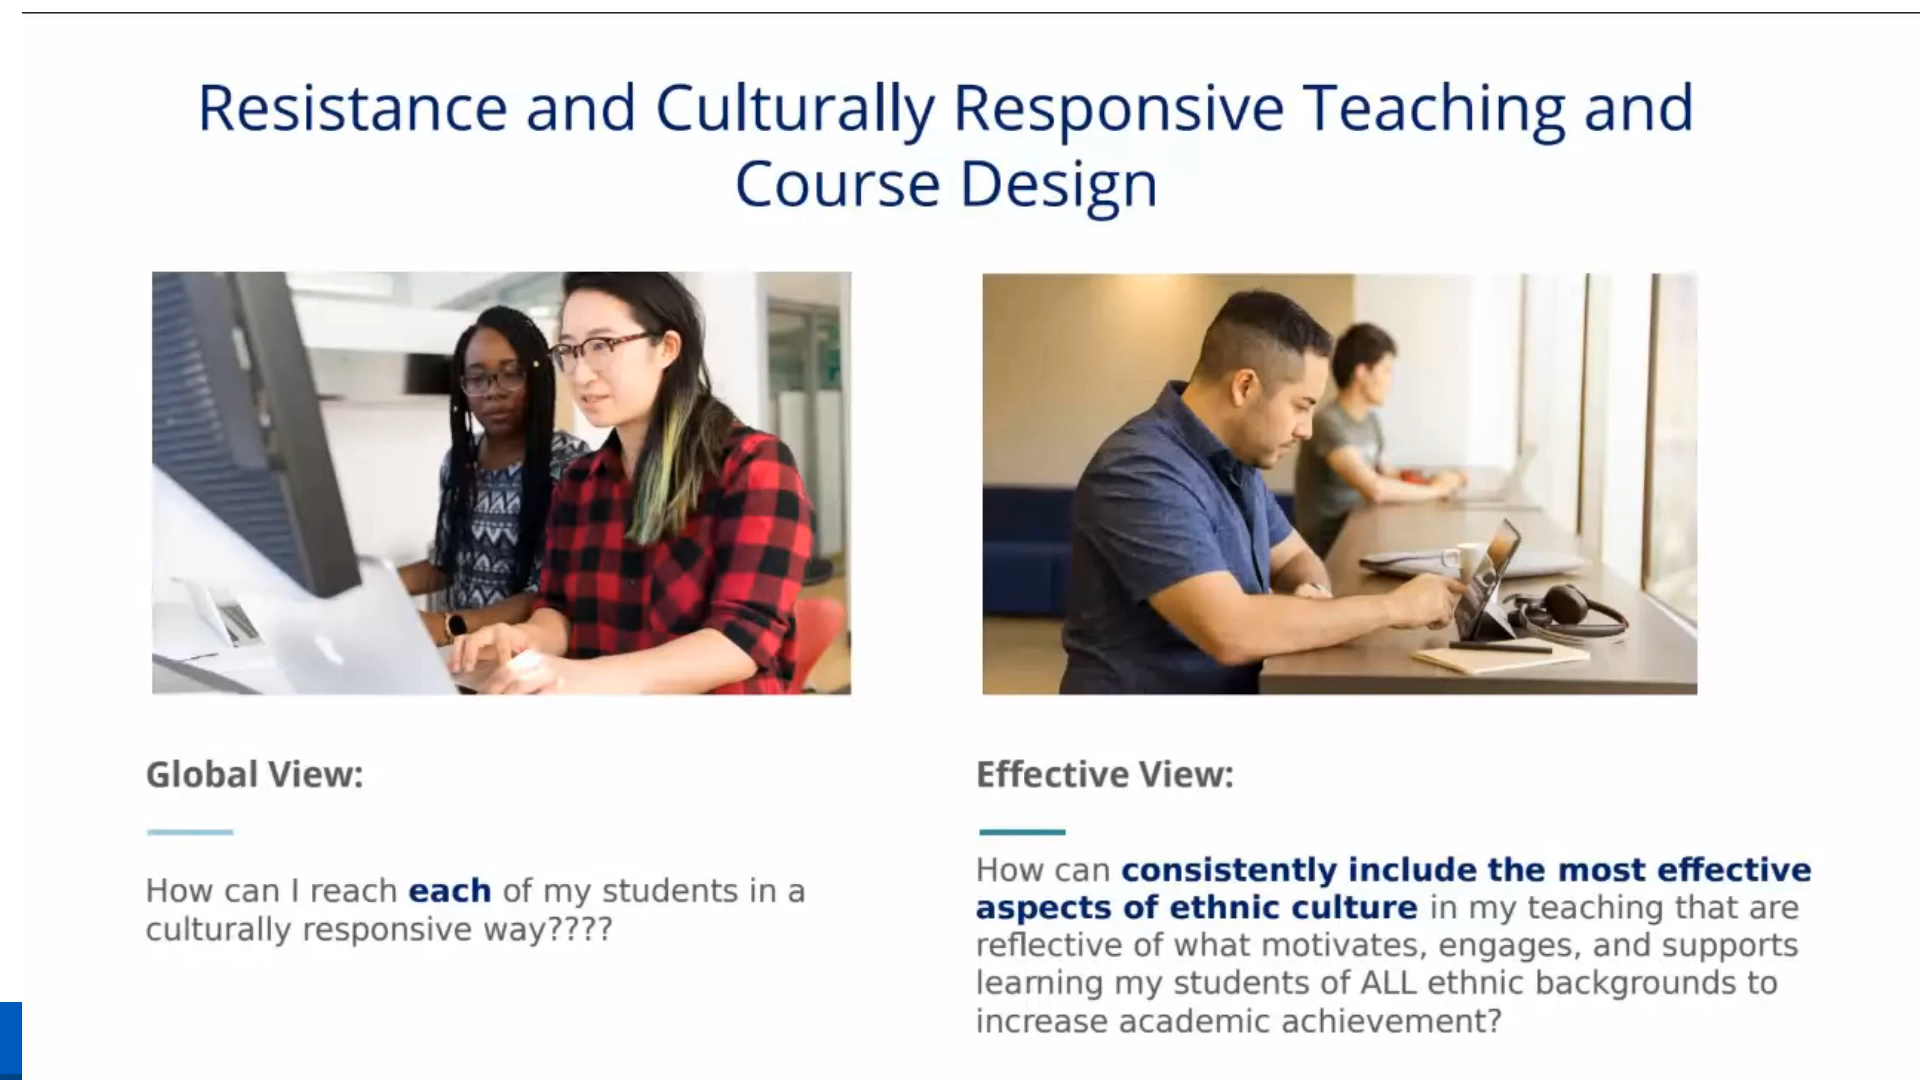 Resistance and Culturally Responsive Teaching and
Course Design
Global View:
How can I reach each of my students in a
culturally responsive way????
Effective View:
How can consistently include the most effective
aspects of ethnic culture in my teaching that are
reflective of what motivates, engages, and supports
learning my students of ALL ethnic backgrounds to
increase academic achievement?